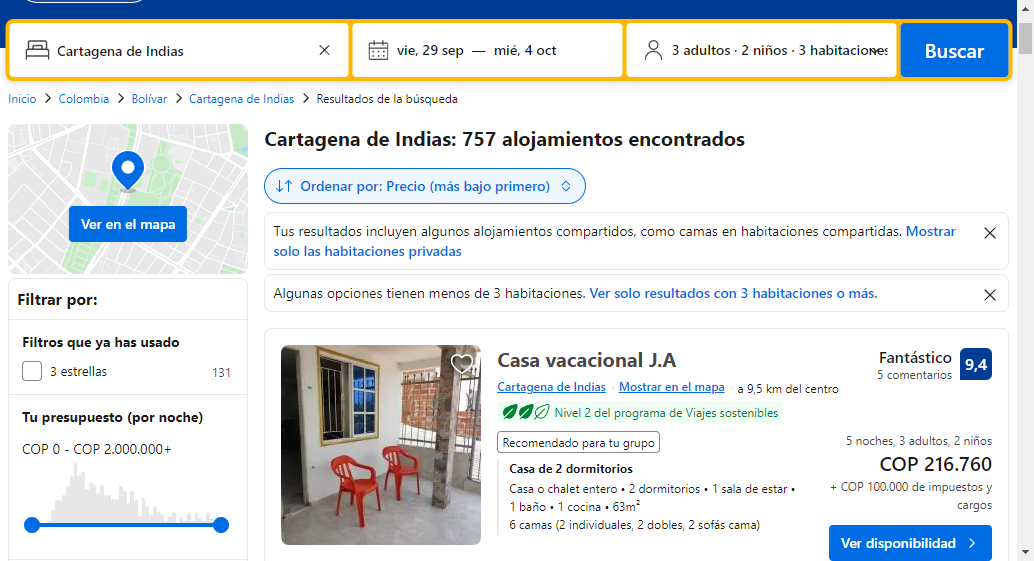 Cartagena de Indias
vie, 29 sep — mié, 4 oct
3 adultos · 2 niños · 3 habitaciones
Buscar
Inicio > Colombia > Bolívar > Cartagena de Indias > Resultados de la búsqueda
Ver en el mapa
Filtrar por:
Filtros que ya has usado
3 estrellas 131
Tu presupuesto (por noche)
COP 0 - COP 2.000.000+
Cartagena de Indias: 757 alojamientos encontrados
Ordenar por: Precio (más bajo primero)
Tus resultados incluyen algunos alojamientos compartidos, como camas en habitaciones compartidas. Mostrar
solo las habitaciones privadas
Algunas opciones tienen menos de 3 habitaciones. Ver solo resultados con 3 habitaciones o más.
Casa vacacional J.A
Cartagena de Indias · Mostrar en el mapa · a 9,5 km del centro
Nivel 2 del programa de Viajes sostenibles
Recomendado para tu grupo
Casa de 2 dormitorios
Casa o chalet entero • 2 dormitorios • 1 sala de estar •
1 baño • 1 cocina • 63m²
6 camas (2 individuales, 2 dobles, 2 sofás cama)
Fantástico
5 comentarios
9,4
5 noches, 3 adultos, 2 niños
COP 216.760
+ COP 100.000 de impuestos y
cargos
Ver disponibilidad